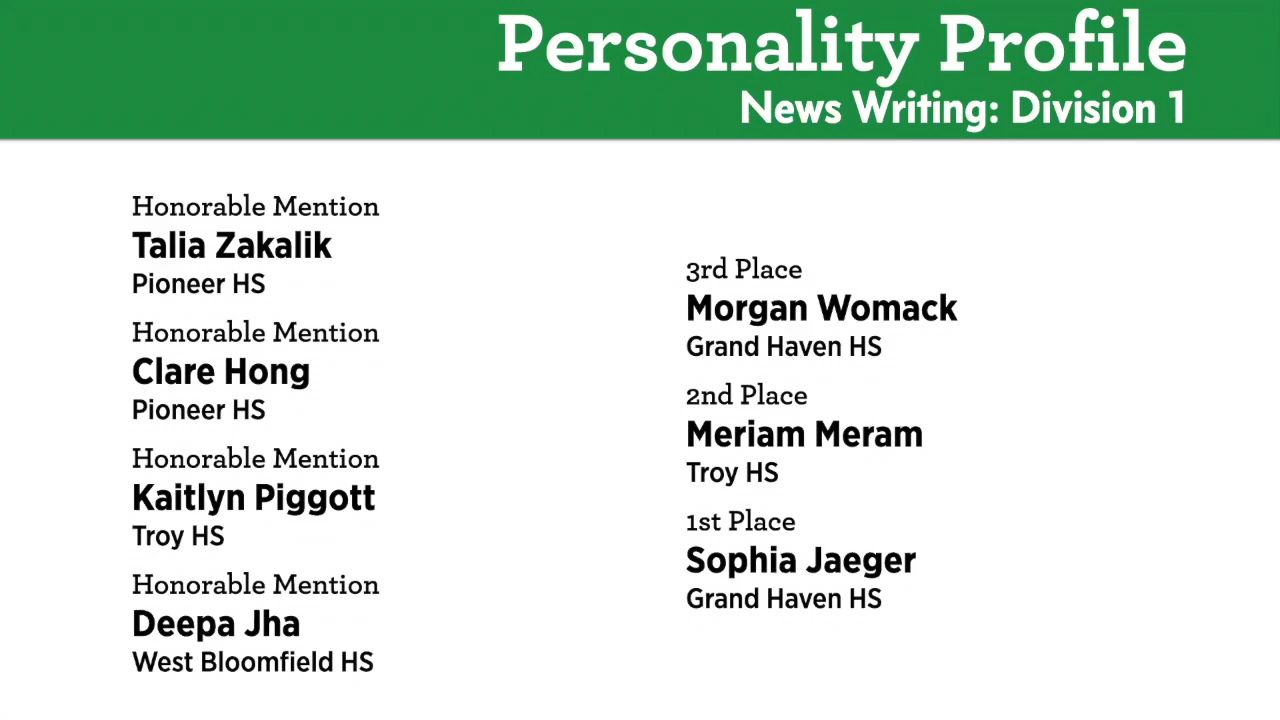 Personality Profile
News Writing: Division 1
Honorable Mention
Talia Zakalik
Pioneer HS
Honorable Mention
Clare Hong
Pioneer HS
Honorable Mention
Kaitlyn Piggott
Troy HS
Honorable Mention
Deepa Jha
West Bloomfield HS
3rd Place
Morgan Womack
Grand Haven HS
2nd Place
Meriam Meram
Troy HS
1st Place
Sophia Jaeger
Grand Haven HS